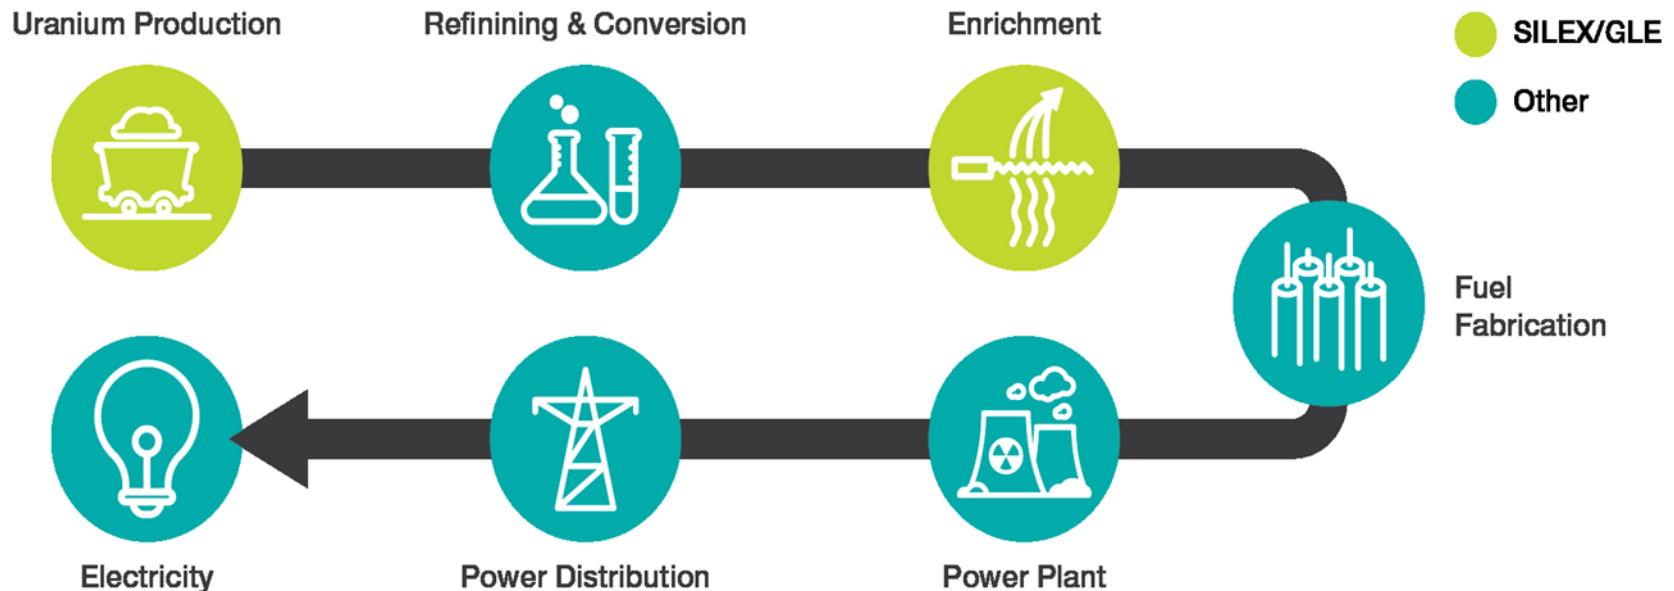 Uranium Production
Refinining & Conversion
Enrichment
SILEX/GLE
Other
Fuel
Fabrication
Electricity
Power Distribution
Power Plant